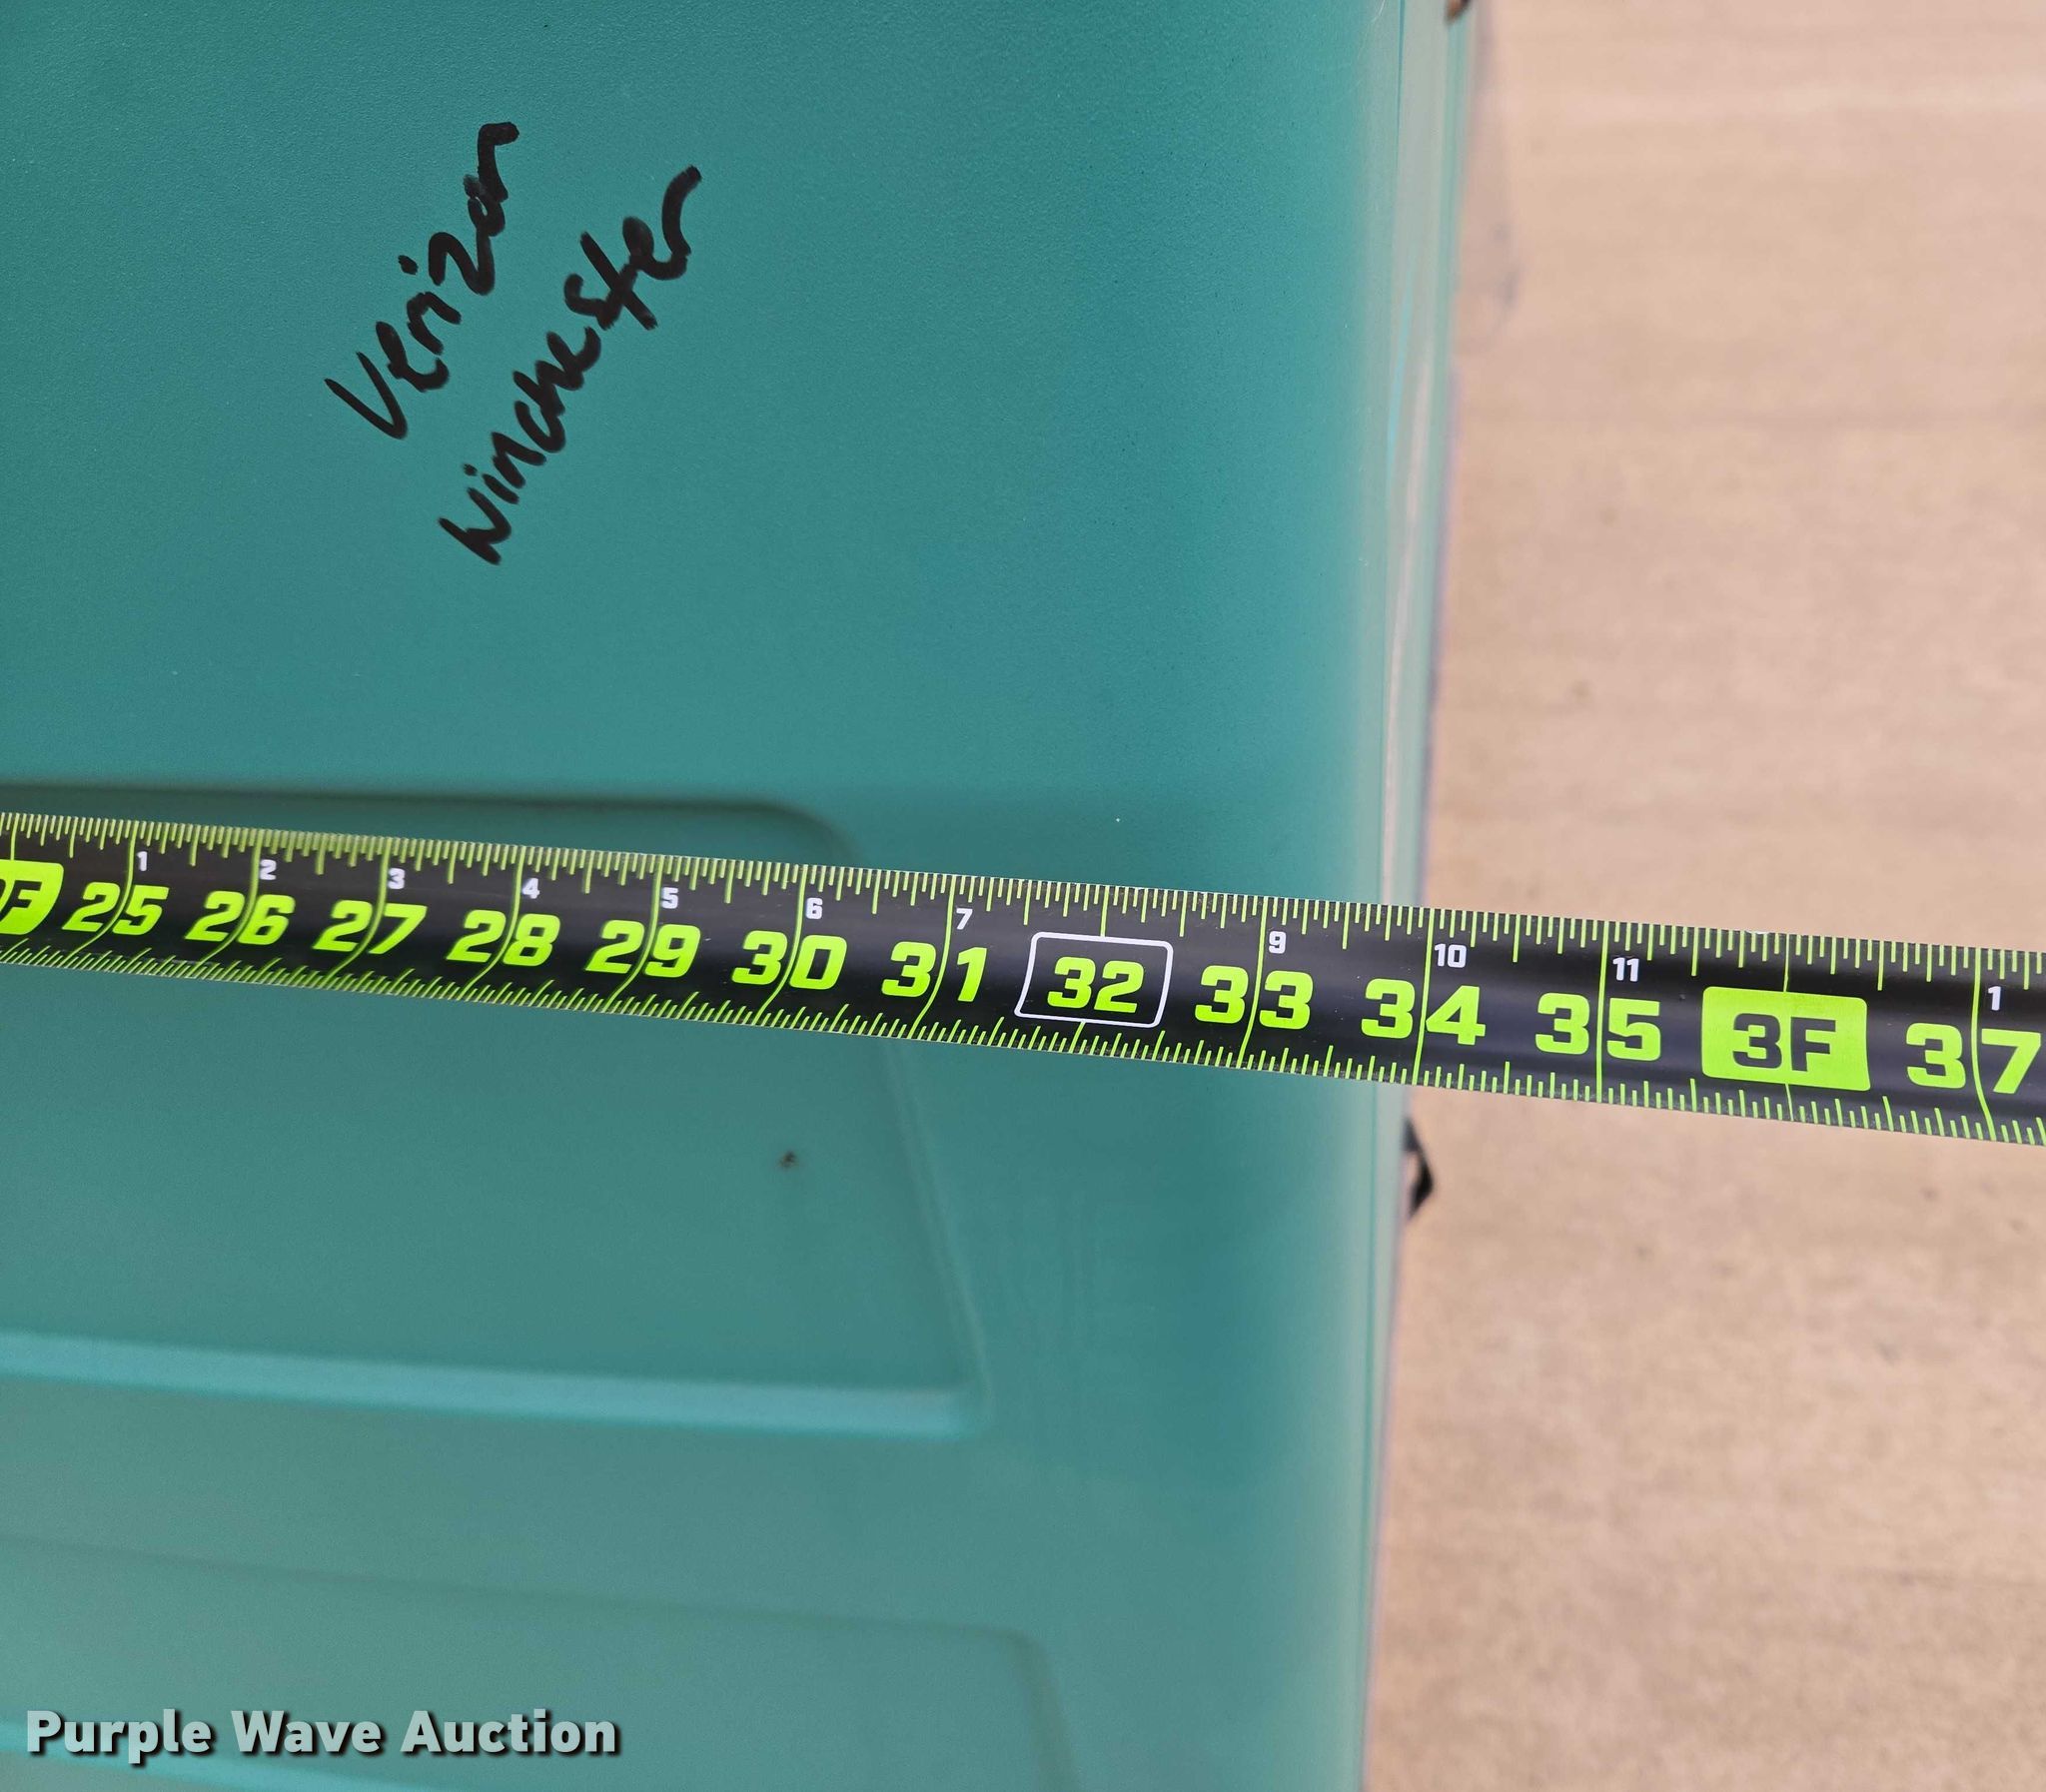 Verizon
Winchester
1 2 3 4 5 6 7 9 10 11 1
F 25 26 27 28 29 30 31 32 33 34 35 3F 37
Purple Wave Auction